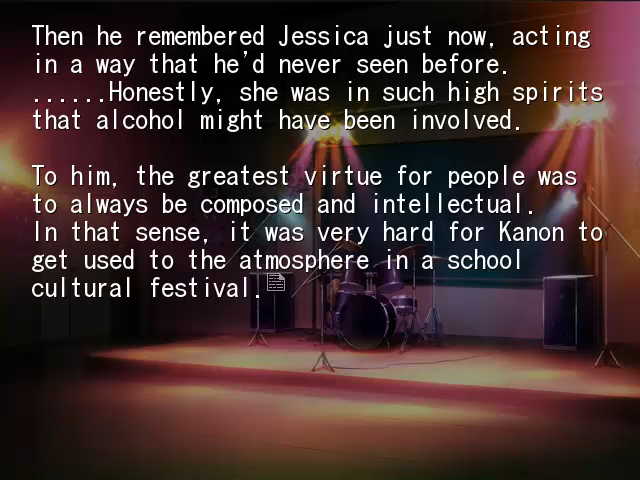 Then he remembered Jessica just now, acting
in a way that he'd never seen before.
......Honestly, she was in such high spirits
that alcohol might have been involved.
To him, the greatest virtue for people was
to always be composed and intellectual.
In that sense, it was very hard for Kanon to
get used to the atmosphere in a school
cultural festival.